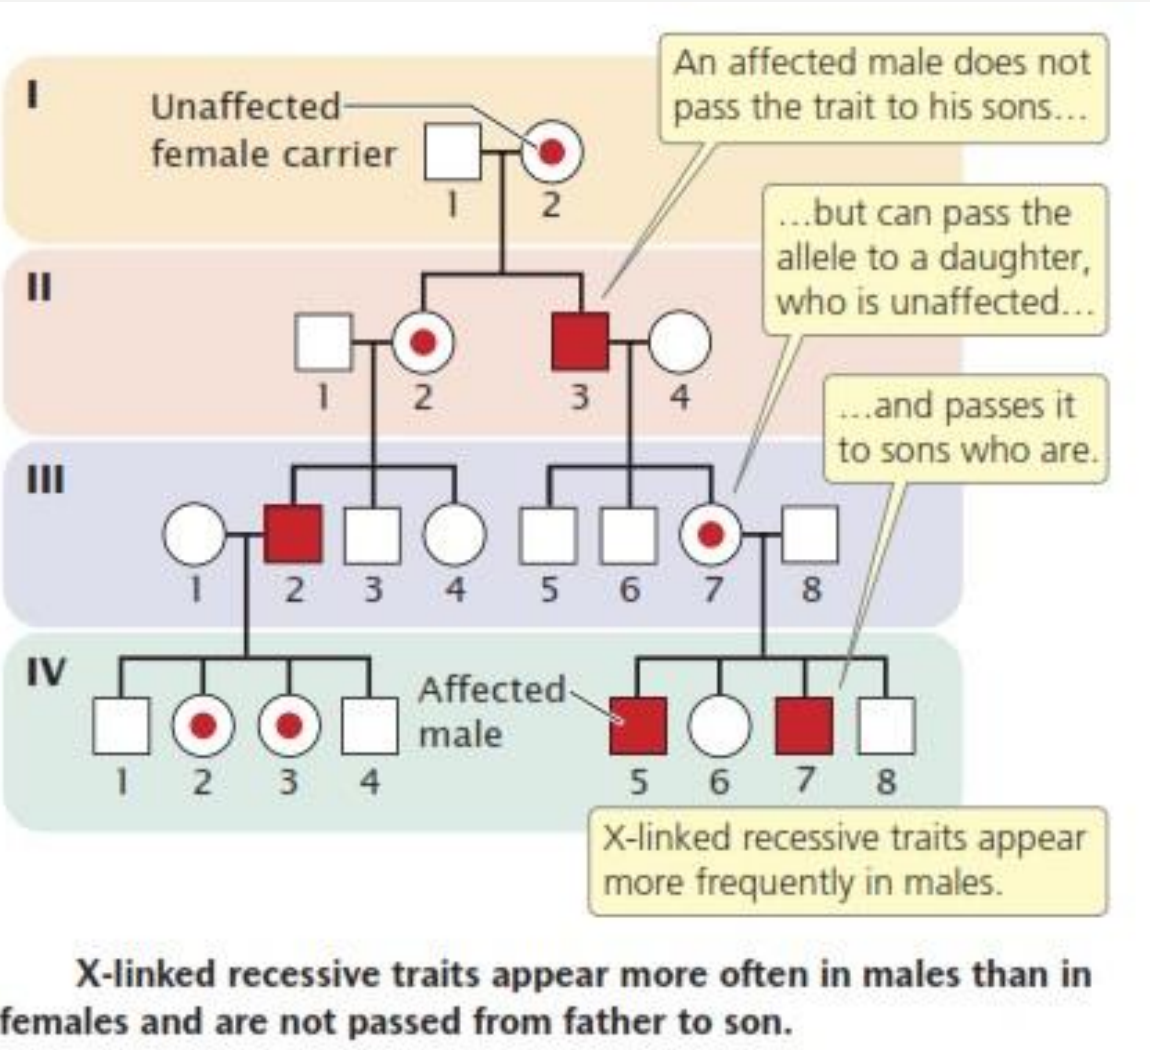 I
Unaffected
female carrier
1 2
An affected male does not
pass the trait to his sons...
...but can pass the
allele to a daughter,
who is unaffected...
II
1 2 3 4
...and passes it
to sons who are.
III
1 2 3 4 5 6 7 8
IV
Affected
male
1 2 3 4 5 6 7 8
X-linked recessive traits appear
more frequently in males.
X-linked recessive traits appear more often in males than in
females and are not passed from father to son.